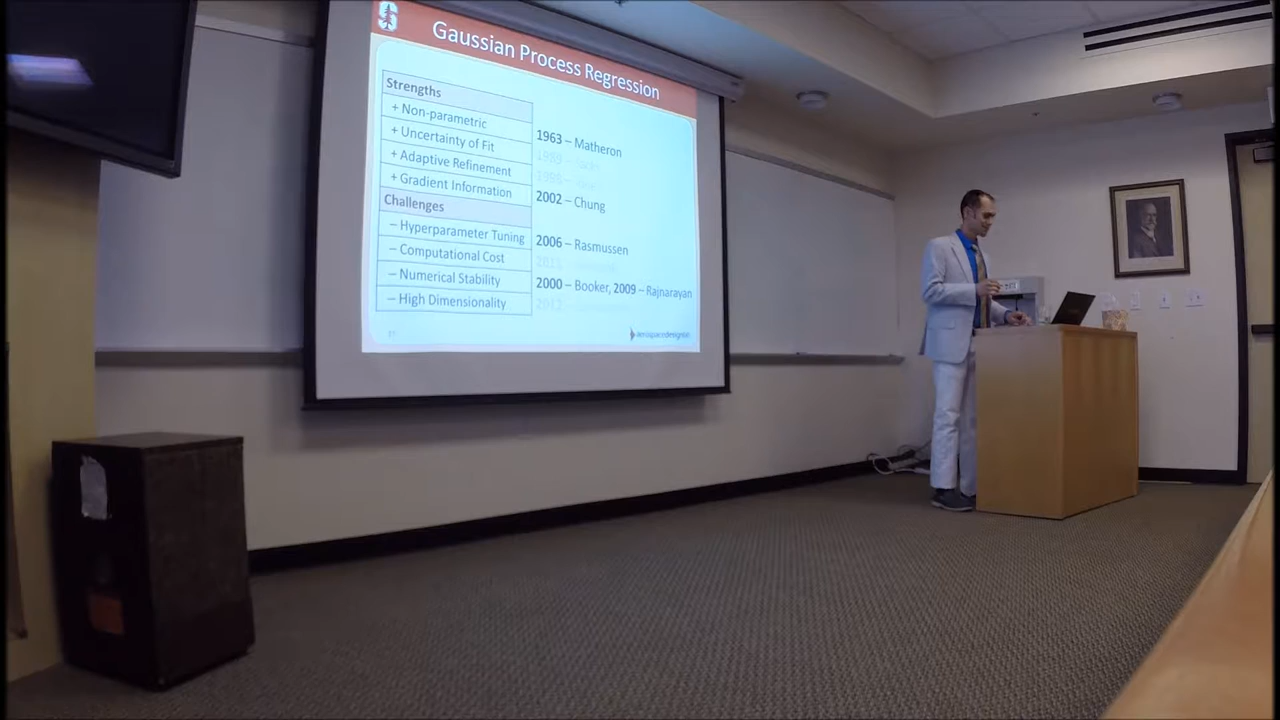 Gaussian Process Regression
Strengths
+ Non-parametric
1963 – Matheron
+ Uncertainty of Fit
+ Adaptive Refinement
+ Gradient Information
2002 – Chung
Challenges
– Hyperparameter Tuning
2006 – Rasmussen
– Computational Cost
– Numerical Stability
2000 – Booker, 2009 – Rajnarayan
– High Dimensionality